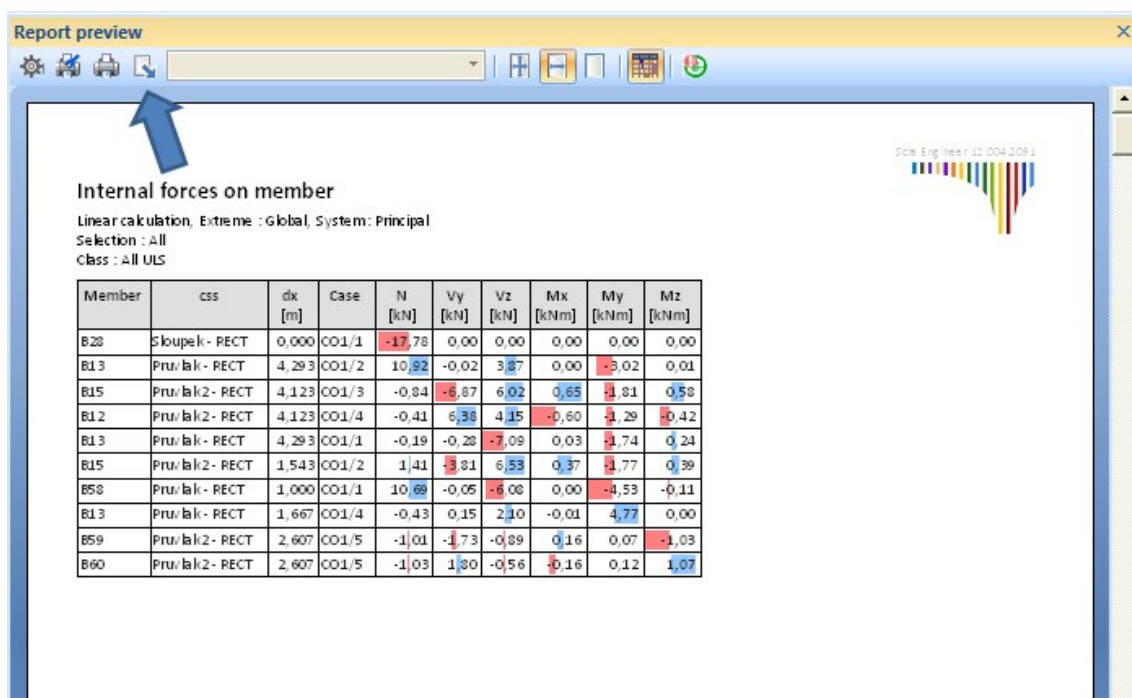 Report preview
Scia Engineer 12.004.2091
Internal forces on member
Linear calculation, Extreme : Global, System : Principal
Selection : All
Class : All ULS
Member css dx [m] Case N [kN] Vy [kN] Vz [kN] Mx [kNm] My [kNm] Mz [kNm]
B28 Sloupek - RECT 0,000 CO1/1 -17,78 0,00 0,00 0,00 0,00 0,00
B13 Pruvlak - RECT 4,293 CO1/2 10,92 -0,02 3,87 0,00 -3,02 0,01
B15 Pruvlak2 - RECT 4,123 CO1/3 -0,84 -6,87 6,02 0,65 -1,81 0,58
B12 Pruvlak2 - RECT 4,123 CO1/4 -0,41 6,38 4,15 -0,60 -1,29 -0,42
B13 Pruvlak - RECT 4,293 CO1/1 -0,19 -0,28 -7,09 0,03 -1,74 0,24
B15 Pruvlak2 - RECT 1,543 CO1/2 1,41 -3,81 6,53 0,37 -1,77 0,39
B58 Pruvlak - RECT 1,000 CO1/1 10,69 -0,05 -6,08 0,00 -4,53 -0,11
B13 Pruvlak - RECT 1,667 CO1/4 -0,43 0,15 2,10 -0,01 4,77 0,00
B59 Pruvlak2 - RECT 2,607 CO1/5 -1,01 -1,73 -0,89 0,16 0,07 -1,03
B60 Pruvlak2 - RECT 2,607 CO1/5 -1,03 1,80 -0,56 -0,16 0,12 1,07